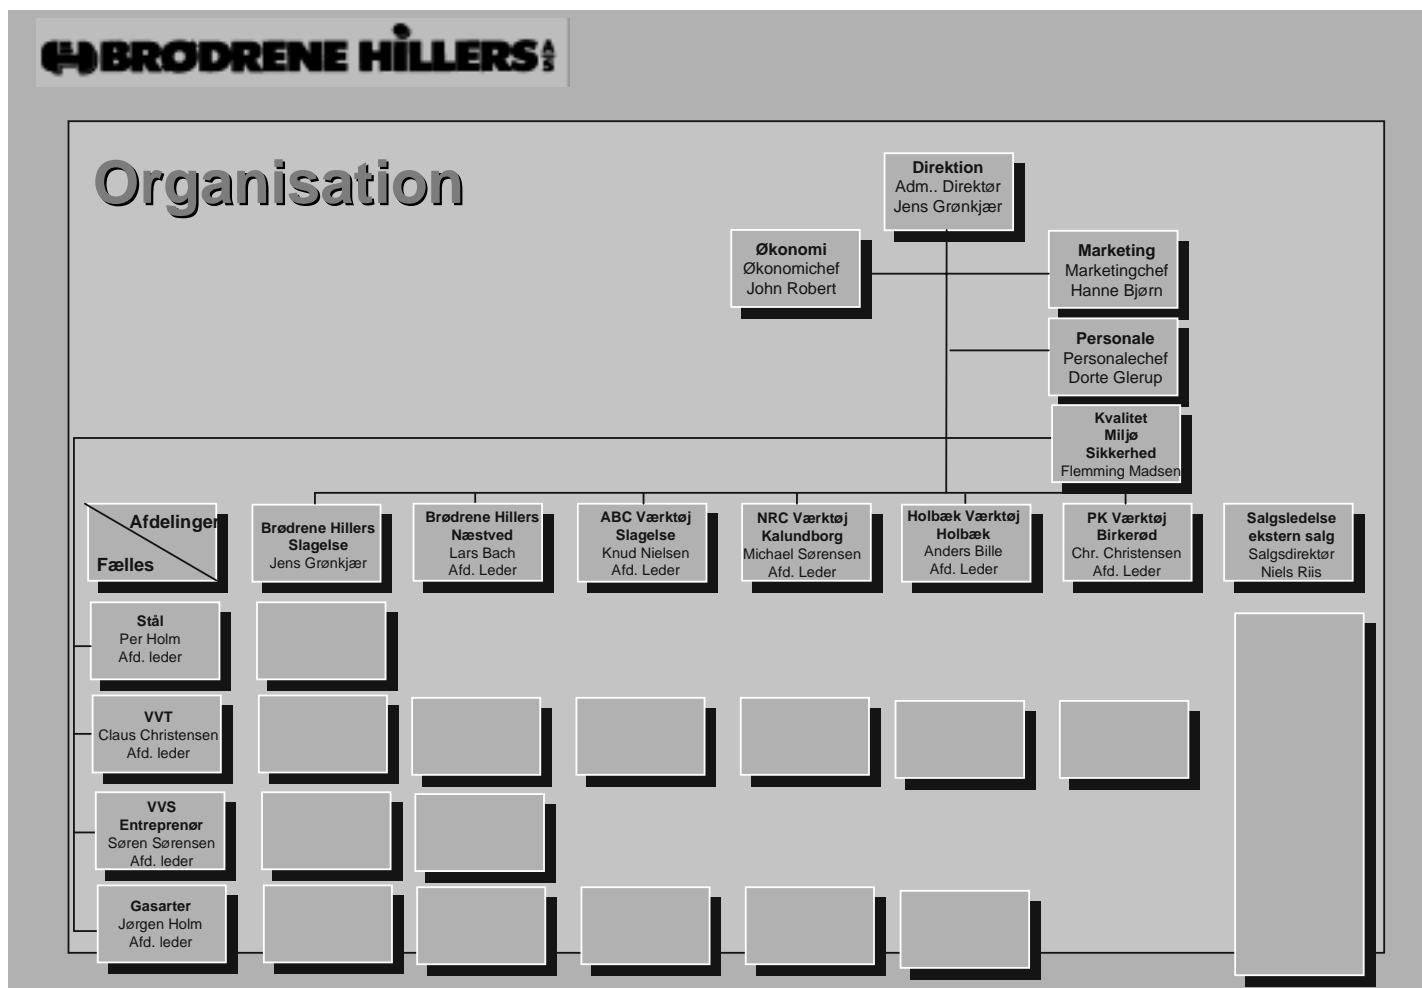 BRØDRENE HILLERS A/S
Organisation
Direktion
Adm.. Direktør
Jens Grønkjær
Økonomi
Økonomichef
John Robert
Marketing
Marketingchef
Hanne Bjørn
Personale
Personalechef
Dorte Glerup
Kvalitet
Miljø
Sikkerhed
Flemming Madsen
Afdelinger
Fælles
Brødrene Hillers
Slagelse
Jens Grønkjær
Brødrene Hillers
Næstved
Lars Bach
Afd. Leder
ABC Værktøj
Slagelse
Knud Nielsen
Afd. Leder
NRC Værktøj
Kalundborg
Michael Sørensen
Afd. Leder
Holbæk Værktøj
Holbæk
Anders Bille
Afd. Leder
PK Værktøj
Birkerød
Chr. Christensen
Afd. Leder
Salgsledelse
ekstern salg
Salgsdirektør
Niels Riis
Stål
Per Holm
Afd. leder
VVT
Claus Christensen
Afd. leder
VVS
Entreprenør
Søren Sørensen
Afd. leder
Gasarter
Jørgen Holm
Afd. leder